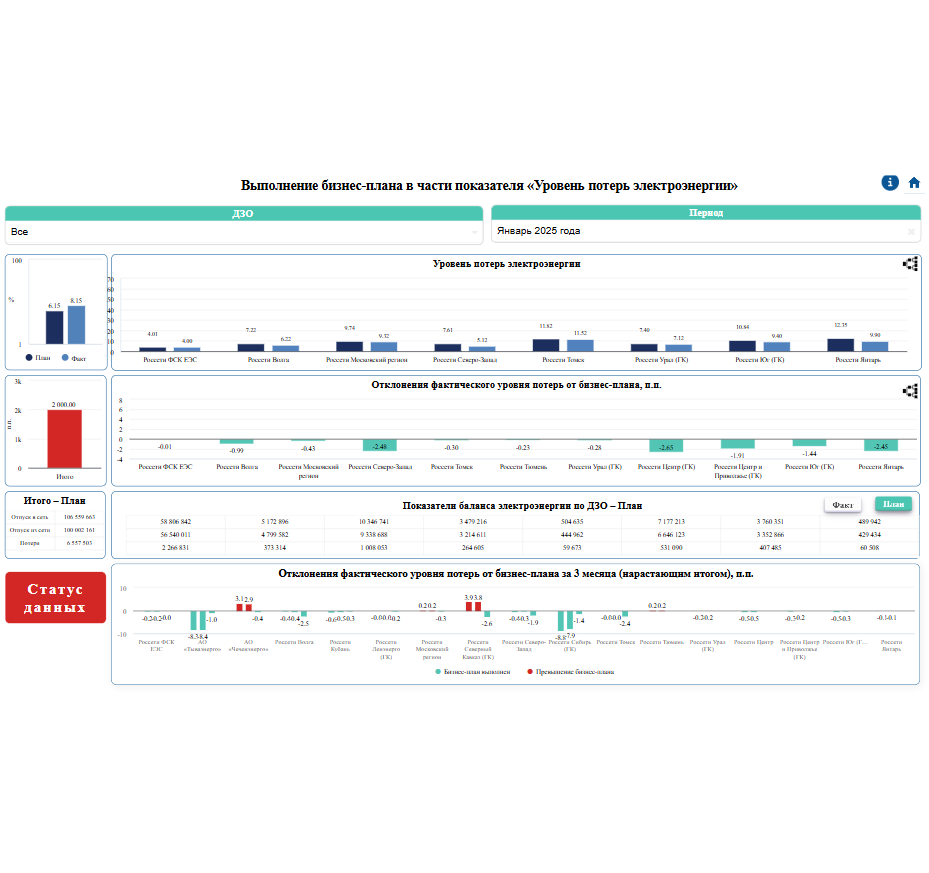 Выполнение бизнес-плана в части показателя «Уровень потерь электроэнергии»
ДЗО
Все
Период
Январь 2025 года
100
%
1
6.15
8.15
План
Факт
Уровень потерь электроэнергии
70
60
50
40
30
20
10
0
4.01 4.00 7.22 6.22 9.74 9.32 7.61 5.12 11.82 11.52 7.40 7.12 10.84 9.40 12.35 9.90
Россети ФСК ЕЭС Россети Волга Россети Московский регион Россети Северо-Запад Россети Томск Россети Урал (ГК) Россети Юг (ГК) Россети Янтарь
3k
2k
1k
0
п.п.
2 000.00
Итого
Отклонения фактического уровня потерь от бизнес-плана, п.п.
8
6
4
2
0
-2
-4
-0.01 -0.99 -0.43 -2.48 -0.30 -0.23 -0.28 -2.65 -1.91 -1.44 -2.45
Россети ФСК ЕЭС Россети Волга Россети Московский регион Россети Северо-Запад Россети Томск Россети Тюмень Россети Урал (ГК) Россети Центр (ГК) Россети Центр и Приволжье (ГК) Россети Юг (ГК) Россети Янтарь
Итого – План
Отпуск в сеть 106 559 663
Отпуск из сети 100 002 161
Потери 6 557 503
Показатели баланса электроэнергии по ДЗО – План
Факт
План
58 806 842 5 172 896 10 346 741 3 479 216 504 635 7 177 213 3 760 351 489 942
56 540 011 4 799 582 9 338 688 3 214 611 444 962 6 646 123 3 352 866 429 434
2 266 831 373 314 1 008 053 264 605 59 673 531 090 407 485 60 508
Статус
данных
Отклонения фактического уровня потерь от бизнес-плана за 3 месяца (нарастающим итогом), п.п.
10
0
-10
-0.2 -0.2 -0.0 -8.3 -8.4 -1.0 3.1 2.9 -0.4 -0.4 -0.4 -2.5 -0.6 -0.5 -0.3 -0.0 -0.0 -0.2 0.2 0.2 -0.3 3.9 3.8 -2.6 -0.4 -0.3 -1.9 -8.8 -7.9 -1.4 -0.0 -0.0 -2.4 0.2 0.2 -0.2 -0.2 -0.5 -0.5 -0.3 -0.2 -0.5 -0.3 -0.1 -0.1
Россети ФСК ЕЭС АО «Тываэнерго» АО «Чеченэнерго» Россети Волга Россети Кубань Россети Ленэнерго (ГК) Россети Московский регион Россети Северный Кавказ (ГК) Россети Северо-Запад Россети Сибирь (ГК) Россети Томск Россети Тюмень Россети Урал (ГК) Россети Центр Россети Центр и Приволжье (ГК) Россети Юг (Г... Россети Янтарь
Бизнес-план выполнен
Превышение бизнес-плана